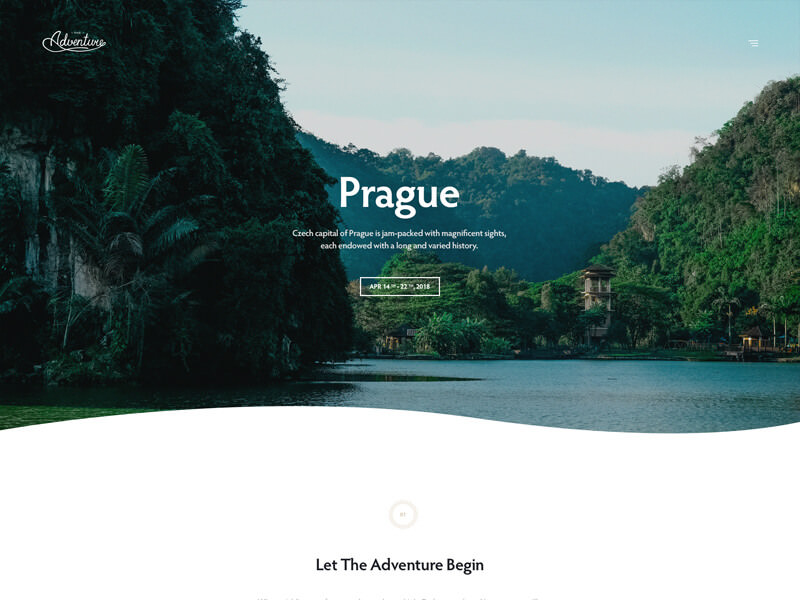 THE
Adventure
Prague
Czech capital of Prague is jam-packed with magnificent sights,
each endowed with a long and varied history.
APR 14 TH - 22 TH, 2018
01
Let The Adventure Begin